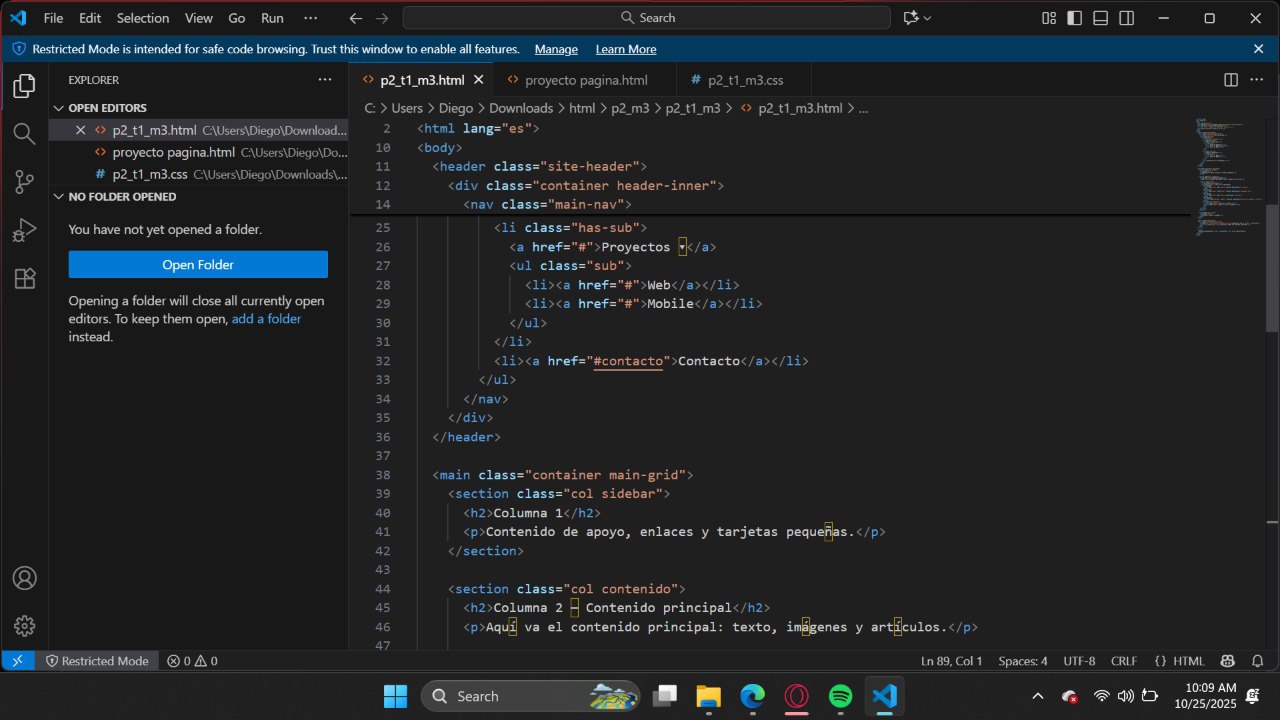 File Edit Selection View Go Run ··· Search
Restricted Mode is intended for safe code browsing. Trust this window to enable all features. Manage Learn More
EXPLORER ···
OPEN EDITORS
p2_t1_m3.html C:\Users\Diego\Download...
proyecto pagina.html C:\Users\Diego\Do...
p2_t1_m3.css C:\Users\Diego\Downloads\...
NO FOLDER OPENED
You have not yet opened a folder.
Open Folder
Opening a folder will close all currently open
editors. To keep them open, add a folder
instead.
p2_t1_m3.html proyecto pagina.html p2_t1_m3.css
C: > Users > Diego > Downloads > html > p2_m3 > p2_t1_m3 > p2_t1_m3.html > ...
2 <html lang="es">
10 <body>
11 <header class="site-header">
12 <div class="container header-inner">
14 <nav class="main-nav">
25 <li class="has-sub">
26 <a href="#">Proyectos ▾</a>
27 <ul class="sub">
28 <li><a href="#">Web</a></li>
29 <li><a href="#">Mobile</a></li>
30 </ul>
31 </li>
32 <li><a href="#contacto">Contacto</a></li>
33 </ul>
34 </nav>
35 </div>
36 </header>
37
38 <main class="container main-grid">
39 <section class="col sidebar">
40 <h2>Columna 1</h2>
41 <p>Contenido de apoyo, enlaces y tarjetas pequeñas.</p>
42 </section>
43
44 <section class="col contenido">
45 <h2>Columna 2 — Contenido principal</h2>
46 <p>Aquí va el contenido principal: texto, imágenes y artículos.</p>
47
Restricted Mode 0 0 Ln 89, Col 1 Spaces: 4 UTF-8 CRLF {} HTML
Search
10:09 AM
10/25/2025